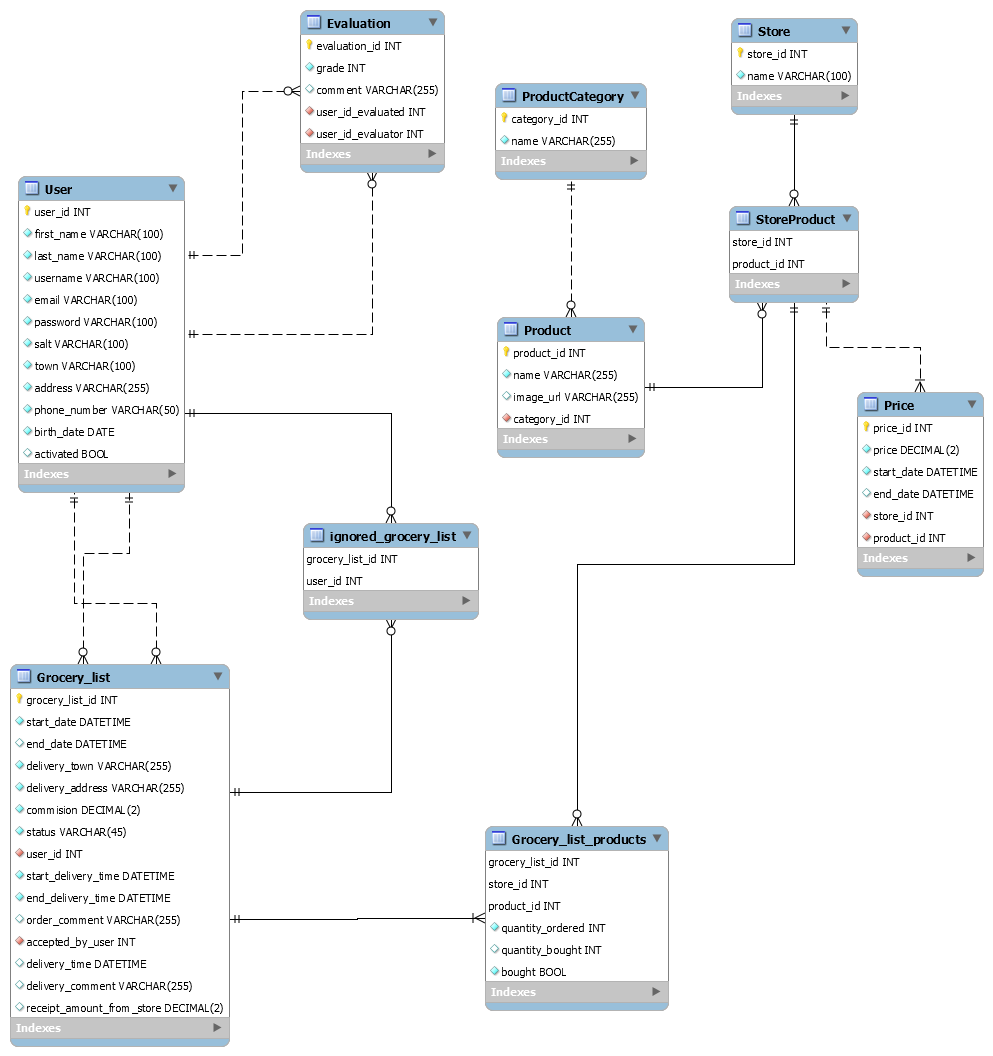 Evaluation
evaluation_id INT
grade INT
comment VARCHAR(255)
user_id_evaluated INT
user_id_evaluator INT
Indexes
Store
store_id INT
name VARCHAR(100)
Indexes
ProductCategory
category_id INT
name VARCHAR(255)
Indexes
User
user_id INT
first_name VARCHAR(100)
last_name VARCHAR(100)
username VARCHAR(100)
email VARCHAR(100)
password VARCHAR(100)
salt VARCHAR(100)
town VARCHAR(100)
address VARCHAR(255)
phone_number VARCHAR(50)
birth_date DATE
activated BOOL
Indexes
StoreProduct
store_id INT
product_id INT
Indexes
Product
product_id INT
name VARCHAR(255)
image_url VARCHAR(255)
category_id INT
Indexes
Price
price_id INT
price DECIMAL(2)
start_date DATETIME
end_date DATETIME
store_id INT
product_id INT
Indexes
ignored_grocery_list
grocery_list_id INT
user_id INT
Indexes
Grocery_list
grocery_list_id INT
start_date DATETIME
end_date DATETIME
delivery_town VARCHAR(255)
delivery_address VARCHAR(255)
commision DECIMAL(2)
status VARCHAR(45)
user_id INT
start_delivery_time DATETIME
end_delivery_time DATETIME
order_comment VARCHAR(255)
accepted_by_user INT
delivery_time DATETIME
delivery_comment VARCHAR(255)
receipt_amount_from _store DECIMAL(2)
Indexes
Grocery_list_products
grocery_list_id INT
store_id INT
product_id INT
quantity_ordered INT
quantity_bought INT
bought BOOL
Indexes